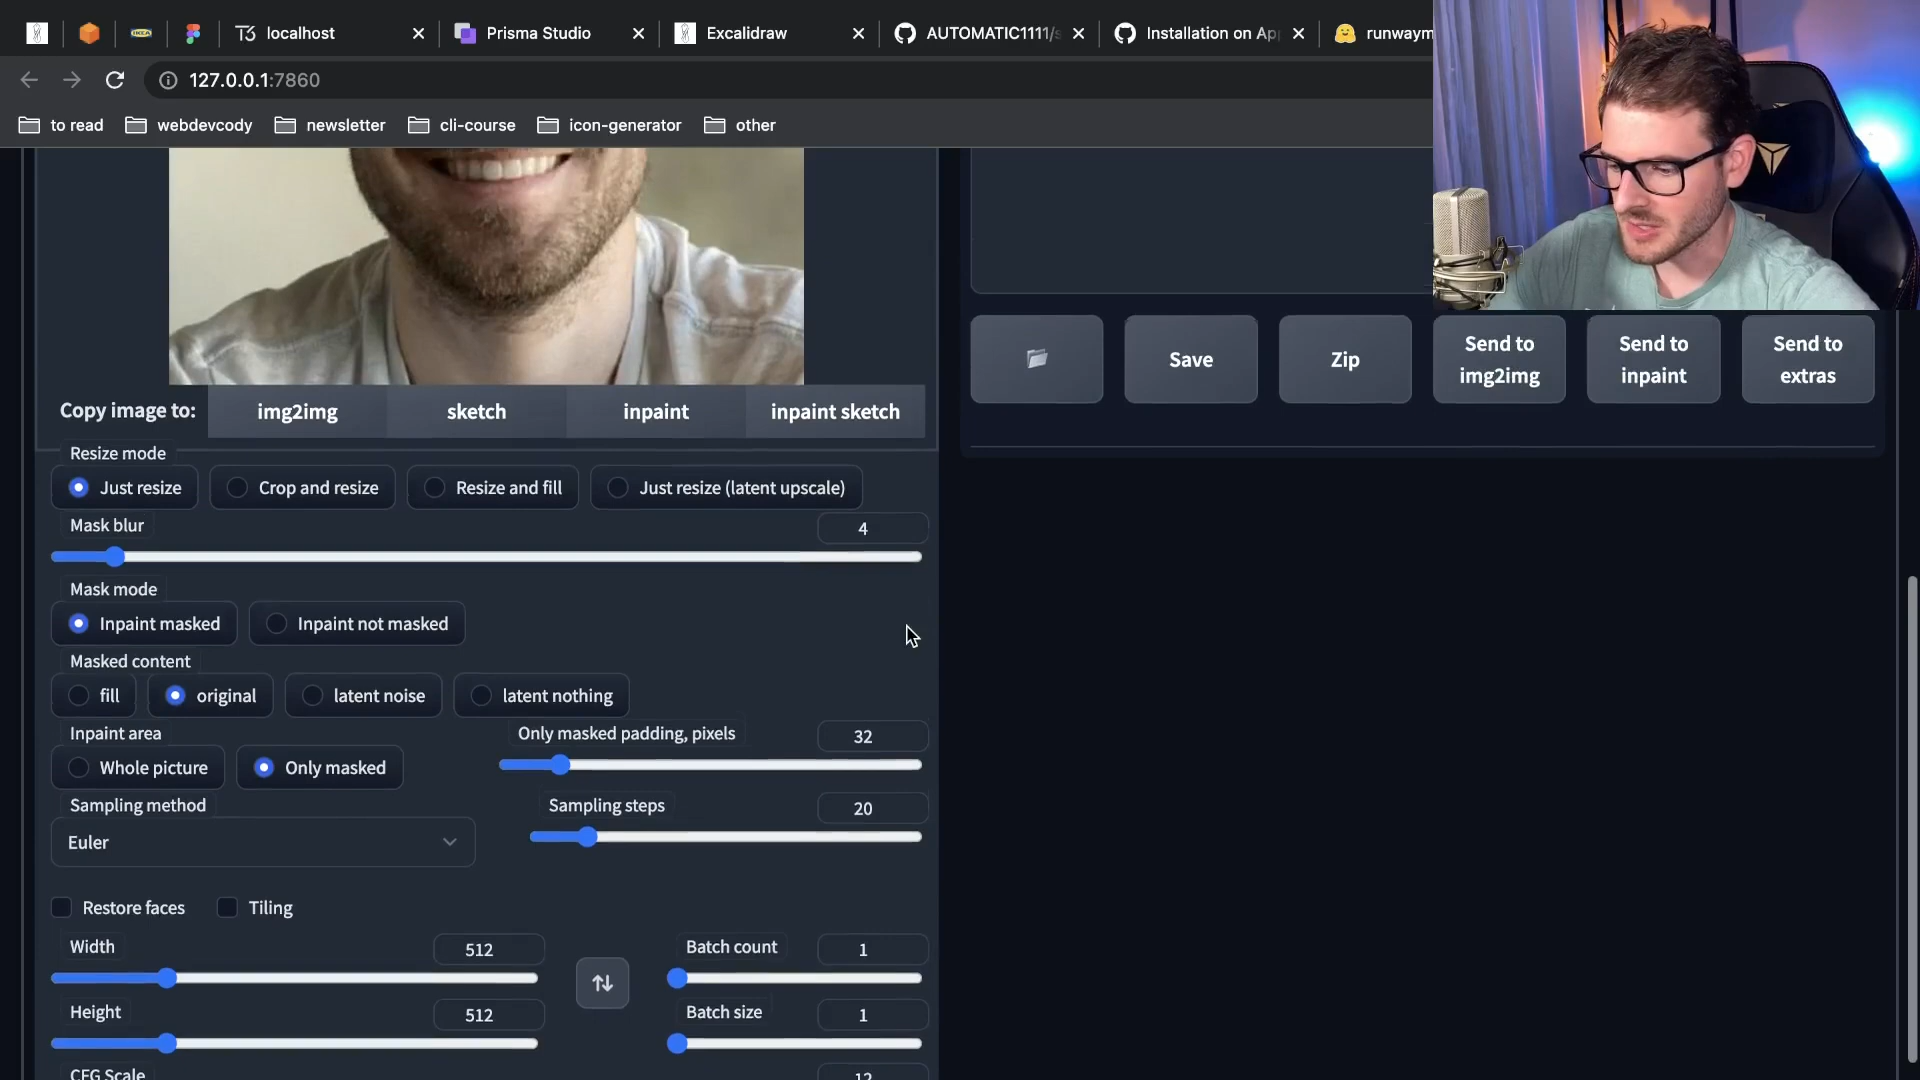 localhost
Prisma Studio
Excalidraw
AUTOMATIC1111/s
Installation on Ap
runwaym
127.0.0.1:7860
to read
webdevcody
newsletter
cli-course
icon-generator
other
Copy image to:
img2img
sketch
inpaint
inpaint sketch
Save
Zip
Send to
img2img
Send to
inpaint
Send to
extras
Resize mode
Just resize
Crop and resize
Resize and fill
Just resize (latent upscale)
Mask blur
4
Mask mode
Inpaint masked
Inpaint not masked
Masked content
fill
original
latent noise
latent nothing
Inpaint area
Whole picture
Only masked
Only masked padding, pixels
32
Sampling method
Euler
Sampling steps
20
Restore faces
Tiling
Width
512
Height
512
Batch count
1
Batch size
1
CFG Scale
12